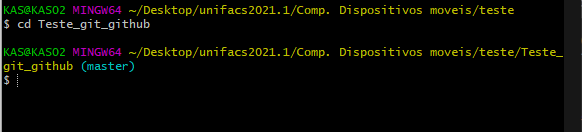 KAS@KASO2 MINGW64 ~/Desktop/unifacs2021.1/Comp. Dispositivos moveis/teste
$ cd Teste_git_github
KAS@KASO2 MINGW64 ~/Desktop/unifacs2021.1/Comp. Dispositivos moveis/teste/Teste_
git_github (master)
$